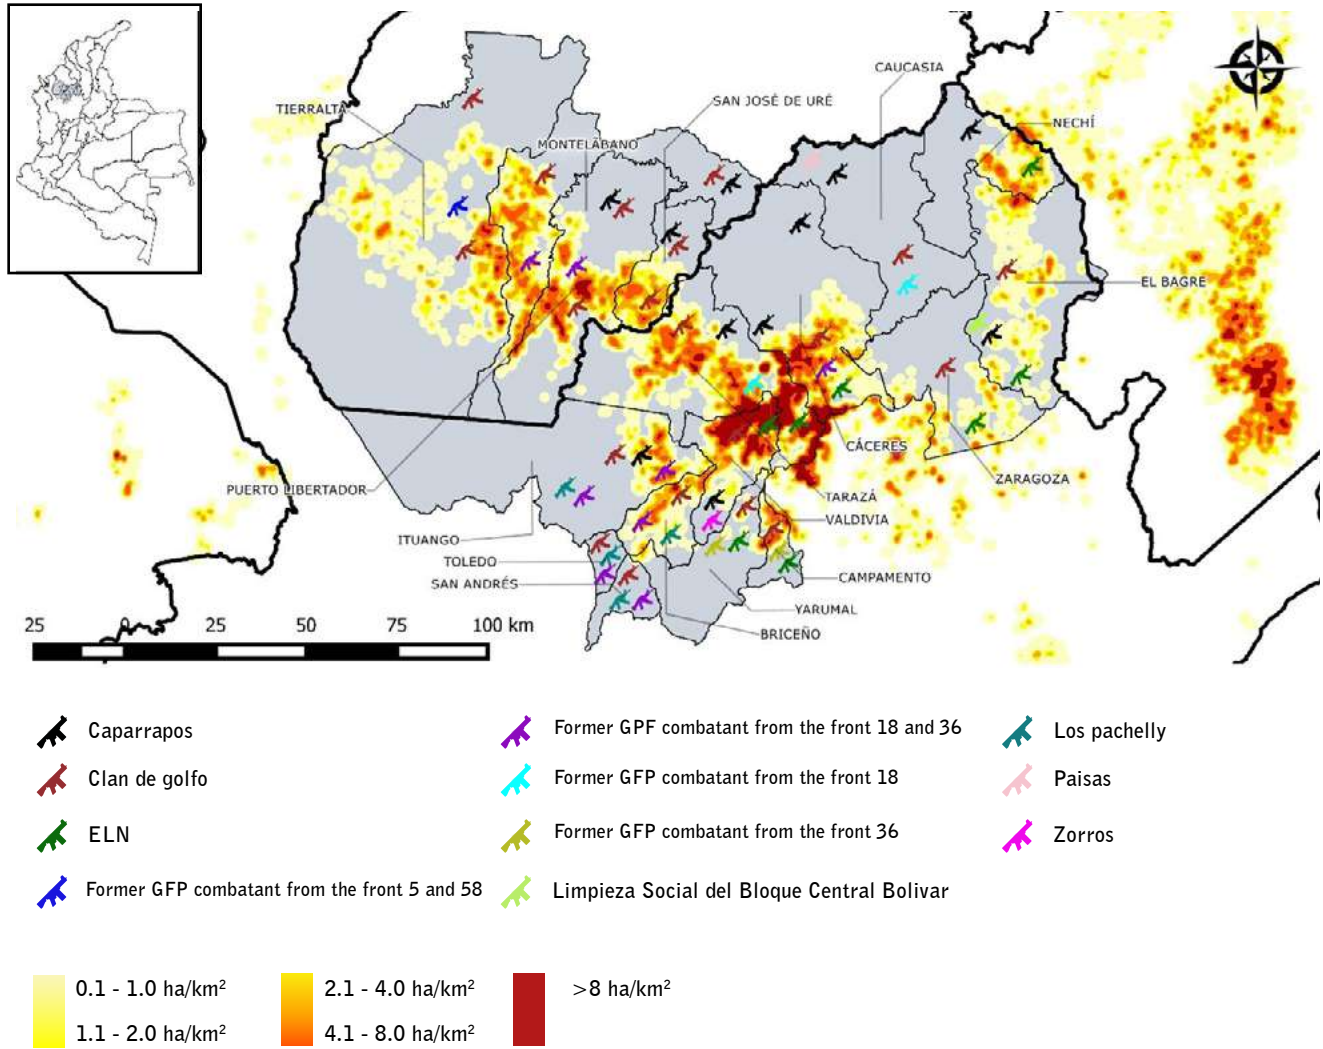 CAUCASIA
SAN JOSÉ DE URÉ
TIERRALTA
NECHÍ
MONTELÁBANO
EL BAGRE
CÁCERES
ZARAGOZA
PUERTO LIBERTADOR
TARAZÁ
VALDIVIA
ITUANGO
TOLEDO
CAMPAMENTO
SAN ANDRÉS
YARUMAL
BRICEÑO
25 0 25 50 75 100 km
Caparrapos
Former GPF combatant from the front 18 and 36
Los pachelly
Clan de golfo
Former GFP combatant from the front 18
Paisas
ELN
Former GFP combatant from the front 36
Zorros
Former GFP combatant from the front 5 and 58
Limpieza Social del Bloque Central Bolivar
0.1 - 1.0 ha/km²
2.1 - 4.0 ha/km²
>8 ha/km²
1.1 - 2.0 ha/km²
4.1 - 8.0 ha/km²